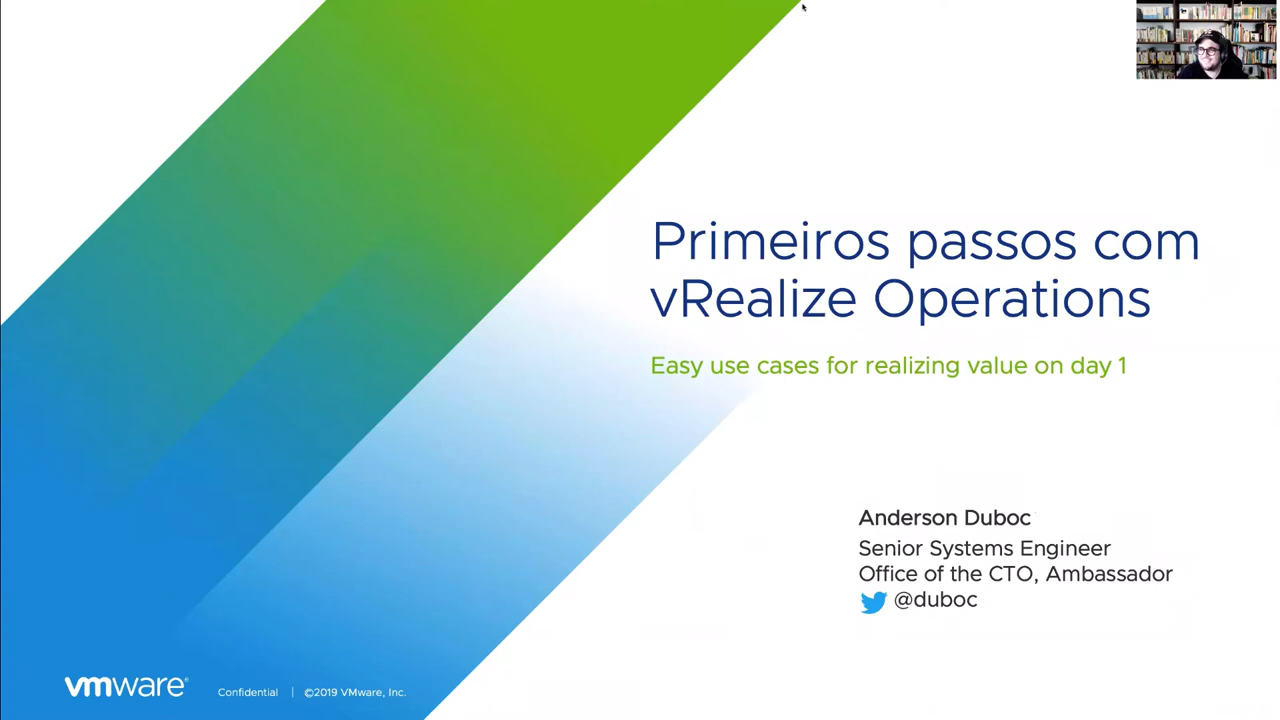 Primeiros passos com
vRealize Operations
Easy use cases for realizing value on day 1
Anderson Duboc
Senior Systems Engineer
Office of the CTO, Ambassador
@duboc
vmware®
Confidential | ©2019 VMware, Inc.